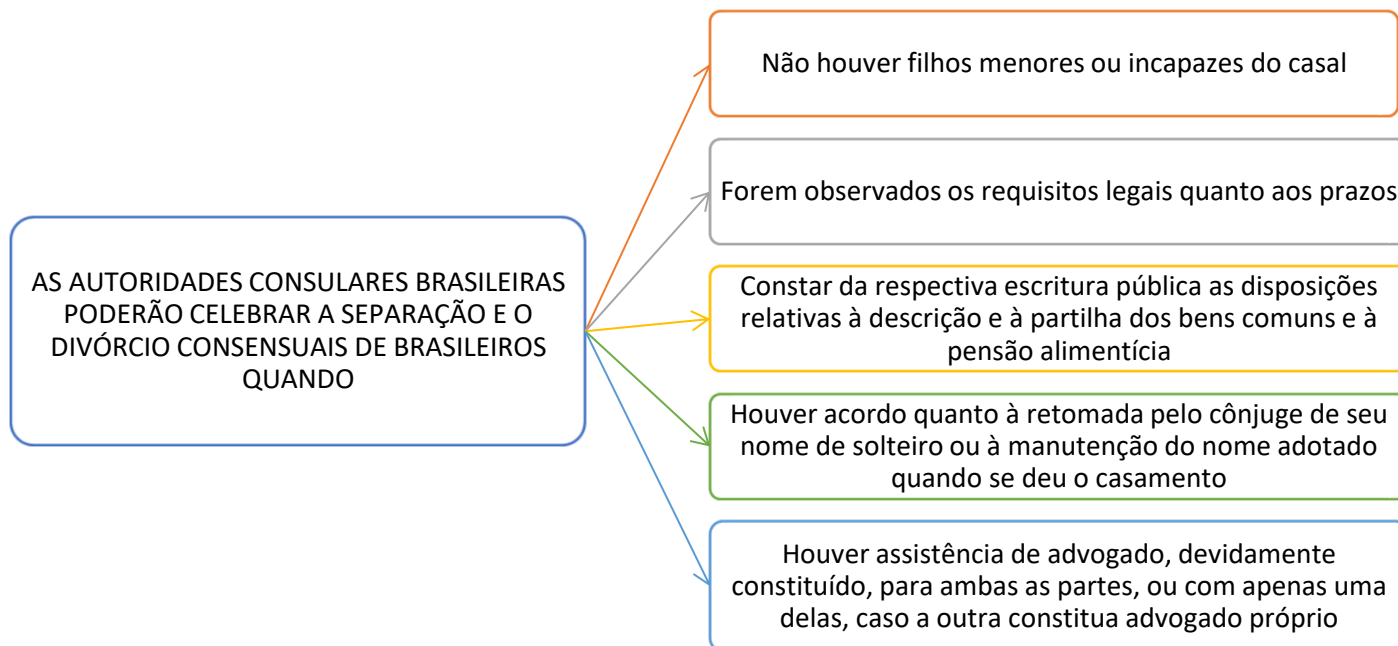 AS AUTORIDADES CONSULARES BRASILEIRAS
PODERÃO CELEBRAR A SEPARAÇÃO E O
DIVÓRCIO CONSENSUAIS DE BRASILEIROS
QUANDO
Não houver filhos menores ou incapazes do casal
Forem observados os requisitos legais quanto aos prazos
Constar da respectiva escritura pública as disposições
relativas à descrição e à partilha dos bens comuns e à
pensão alimentícia
Houver acordo quanto à retomada pelo cônjuge de seu
nome de solteiro ou à manutenção do nome adotado
quando se deu o casamento
Houver assistência de advogado, devidamente
constituído, para ambas as partes, ou com apenas uma
delas, caso a outra constitua advogado próprio